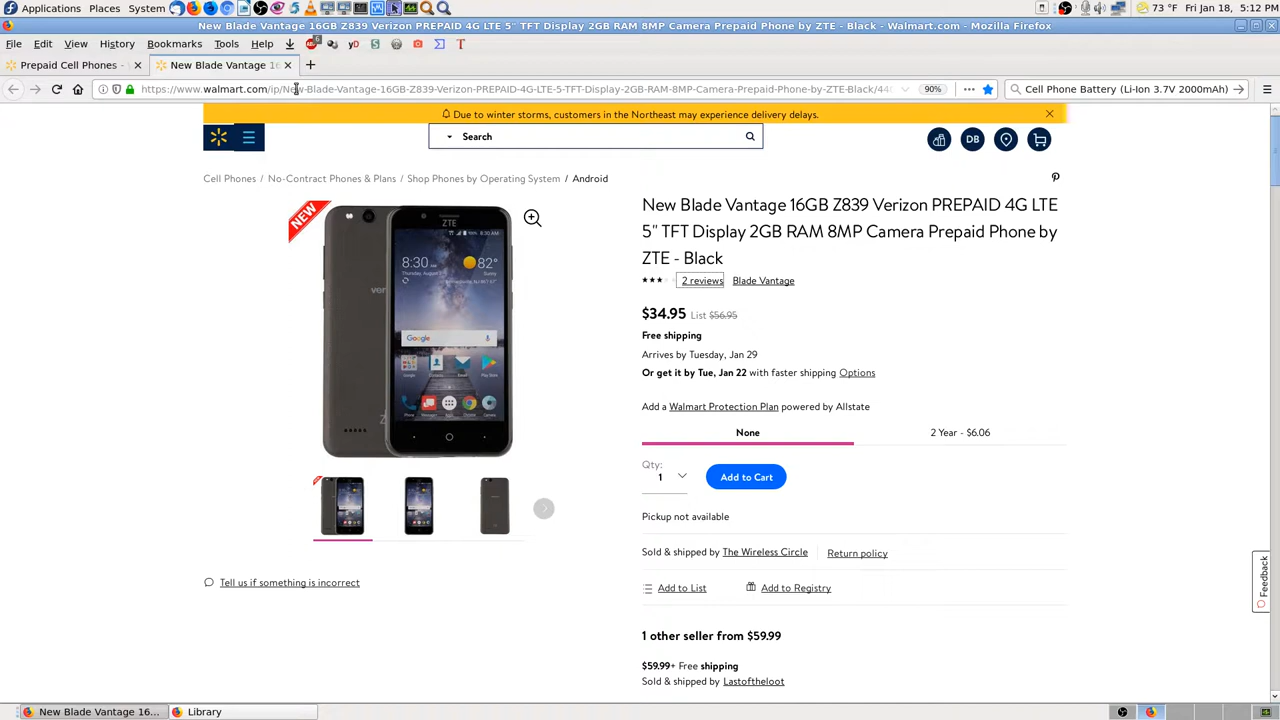 Applications Places System 73 °F Fri Jan 18, 5:12 PM
New Blade Vantage 16GB Z839 Verizon PREPAID 4G LTE 5" TFT Display 2GB RAM 8MP Camera Prepaid Phone by ZTE - Black - Walmart.com - Mozilla Firefox
File Edit View History Bookmarks Tools Help
Prepaid Cell Phones - New Blade Vantage 16
https://www.walmart.com/ip/New-Blade-Vantage-16GB-Z839-Verizon-PREPAID-4G-LTE-5-TFT-Display-2GB-RAM-8MP-Camera-Prepaid-Phone-by-ZTE-Black/44 90% Cell Phone Battery (Li-Ion 3.7V 2000mAh)
Due to winter storms, customers in the Northeast may experience delivery delays.
Search
DB
Cell Phones / No-Contract Phones & Plans / Shop Phones by Operating System / Android
NEW
ZTE
8:30 AM
8:30 82°
Google
New Blade Vantage 16GB Z839 Verizon PREPAID 4G LTE
5" TFT Display 2GB RAM 8MP Camera Prepaid Phone by
ZTE - Black
2 reviews Blade Vantage
$34.95 List $56.95
Free shipping
Arrives by Tuesday, Jan 29
Or get it by Tue, Jan 22 with faster shipping Options
Add a Walmart Protection Plan powered by Allstate
None 2 Year - $6.06
Qty:
1 Add to Cart
Pickup not available
Sold & shipped by The Wireless Circle Return policy
Tell us if something is incorrect
Add to List Add to Registry
Feedback
1 other seller from $59.99
$59.99+ Free shipping
Sold & shipped by Lastoftheloot
New Blade Vantage 16... Library